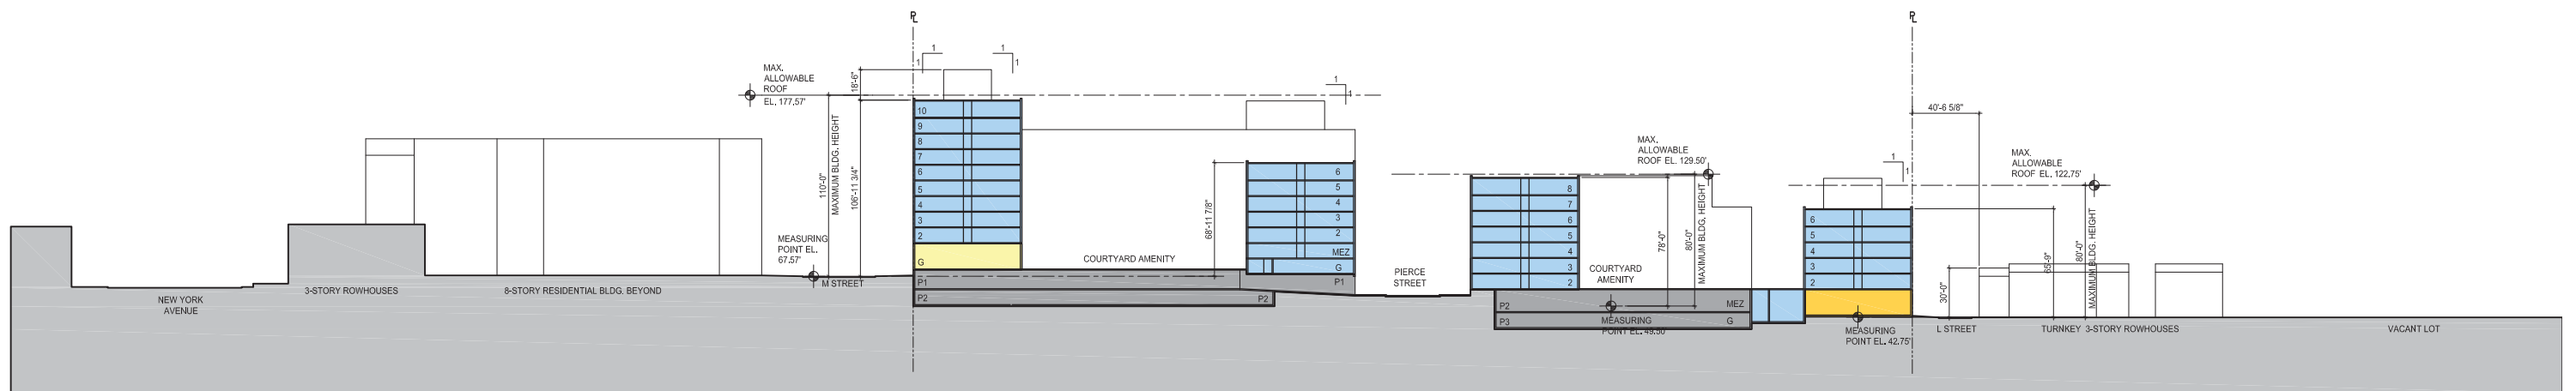 PL
PL
1
1
1
1
MAX.
ALLOWABLE
ROOF
EL. 177.57'
18'-6"
110'-0"
MAXIMUM BLDG. HEIGHT
106'-11 3/4"
MEASURING
POINT EL.
67.57'
10
9
8
7
6
5
4
3
2
G
P1
P2
COURTYARD AMENITY
68'-11 7/8"
1
1
6
5
4
3
2
MEZ
G
P1
P2
NEW YORK
AVENUE
3-STORY ROWHOUSES
8-STORY RESIDENTIAL BLDG. BEYOND
M STREET
PIERCE
STREET
8
7
6
5
4
3
2
MAX.
ALLOWABLE
ROOF EL. 129.50'
78'-0"
80'-0"
MAXIMUM BLDG. HEIGHT
COURTYARD
AMENITY
P2
MEZ
P3
G
MEASURING
POINT EL. 49.50'
1
1
6
5
4
3
2
MEASURING
POINT EL. 42.75'
40'-6 5/8"
MAX.
ALLOWABLE
ROOF EL. 122.75'
65'-9"
80'-0"
MAXIMUM BLDG. HEIGHT
30'-0"
L STREET
TURNKEY 3-STORY ROWHOUSES
VACANT LOT